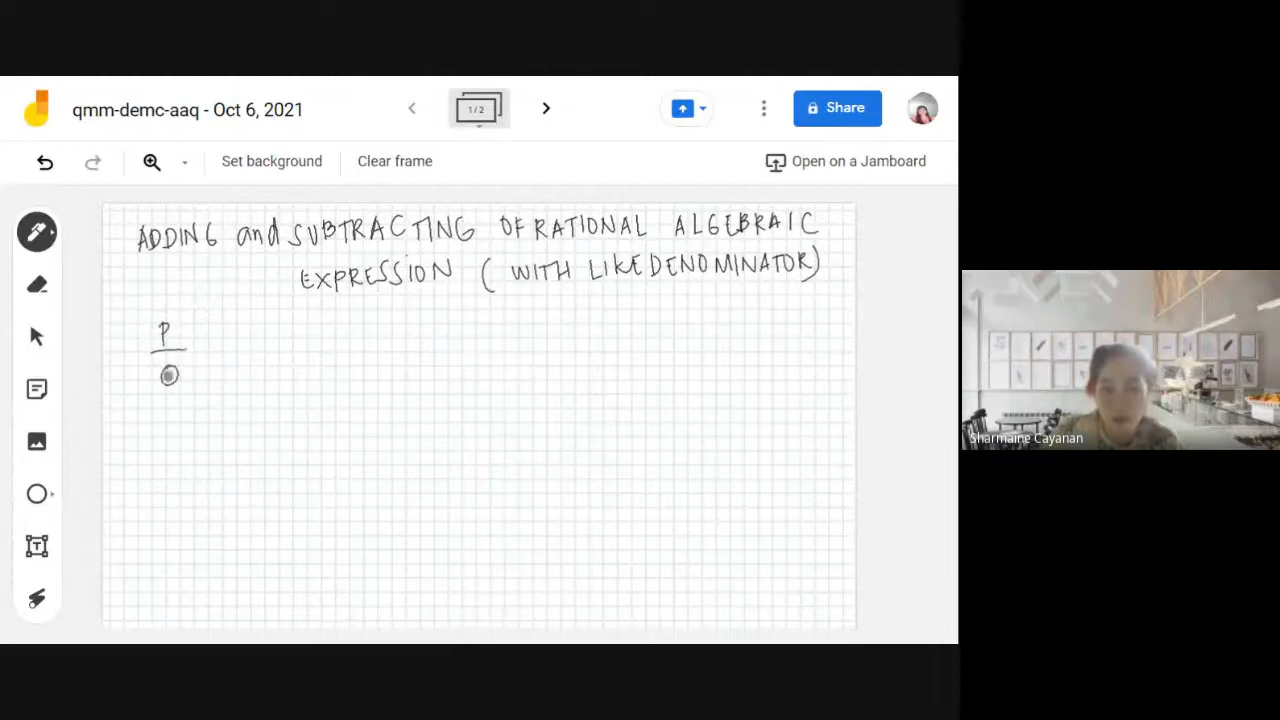 qmm-demc-aaq - Oct 6, 2021
1/2
Share
Set background
Clear frame
Open on a Jamboard
ADDING and SUBTRACTING OF RATIONAL ALGEBRAIC
EXPRESSION ( WITH LIKE DENOMINATOR)
P
T
Sharmaine Cayanan